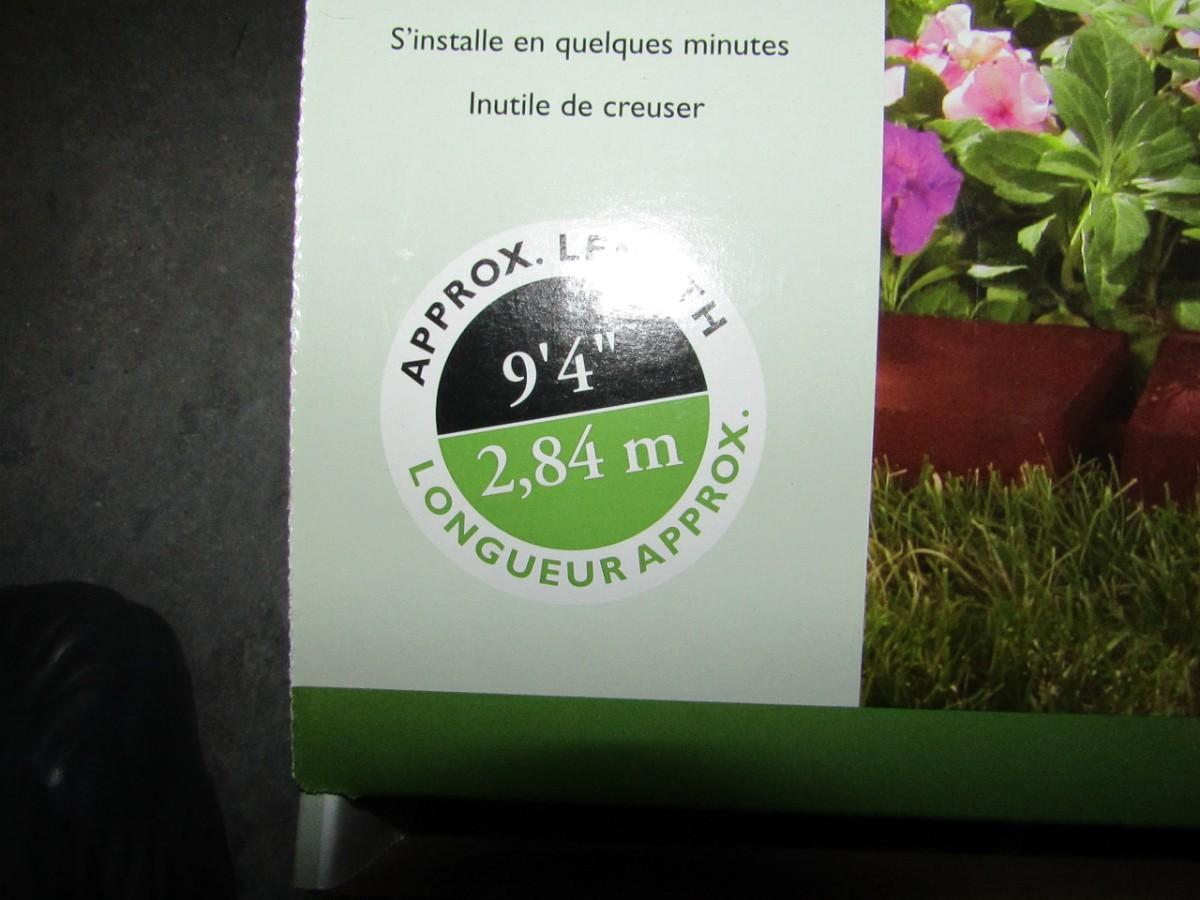 S'installe en quelques minutes
Inutile de creuser
APPROX.
9'4"
2,84 m
LONGUEUR APPROX.